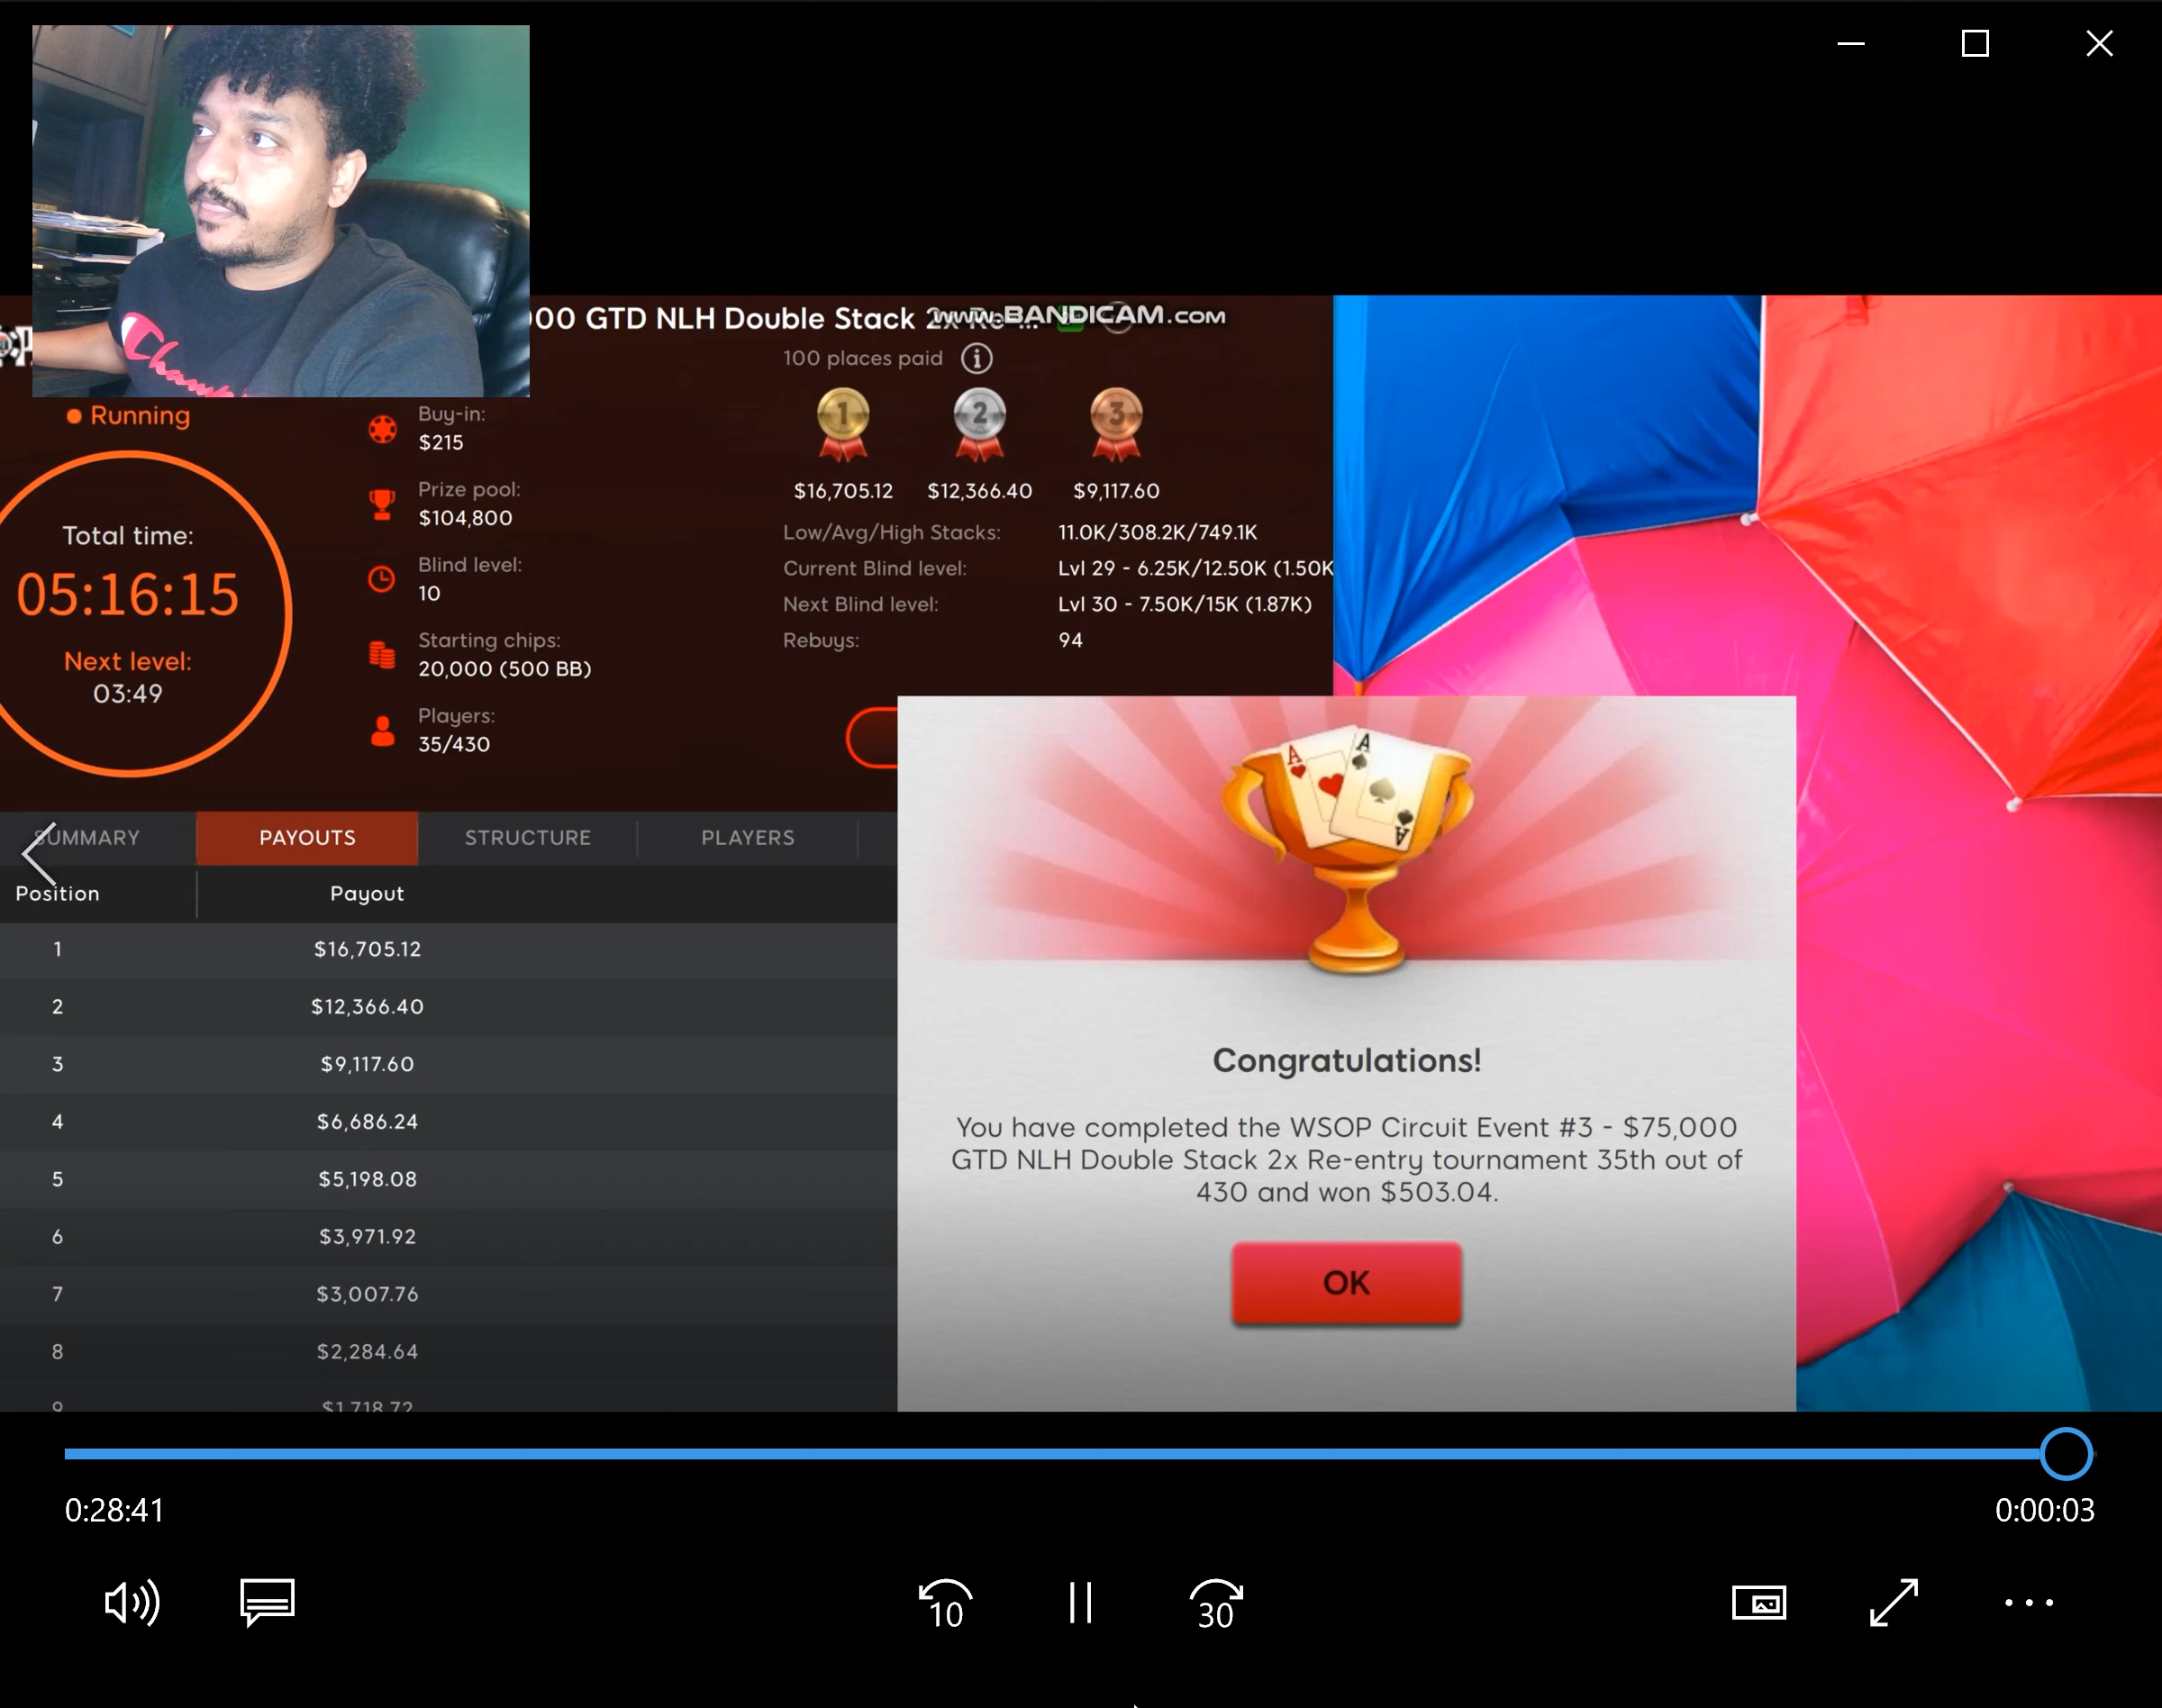 00 GTD NLH Double Stack 2x Re-...
www.BANDICAM.com
100 places paid
1
2
3
Running
Buy-in:
$215
$16,705.12
$12,366.40
$9,117.60
Prize pool:
$104,800
Total time:
05:16:15
Next level:
03:49
Low/Avg/High Stacks: 11.0K/308.2K/749.1K
Current Blind level: Lvl 29 - 6.25K/12.50K (1.50K
Next Blind level: Lvl 30 - 7.50K/15K (1.87K)
Rebuys: 94
Blind level:
10
Starting chips:
20,000 (500 BB)
Players:
35/430
SUMMARY PAYOUTS STRUCTURE PLAYERS
Position Payout
1 $16,705.12
2 $12,366.40
3 $9,117.60
4 $6,686.24
5 $5,198.08
6 $3,971.92
7 $3,007.76
8 $2,284.64
9 $1,718.72
A A
A
Congratulations!
You have completed the WSOP Circuit Event #3 - $75,000
GTD NLH Double Stack 2x Re-entry tournament 35th out of
430 and won $503.04.
OK
0:28:41
0:00:03
10
30